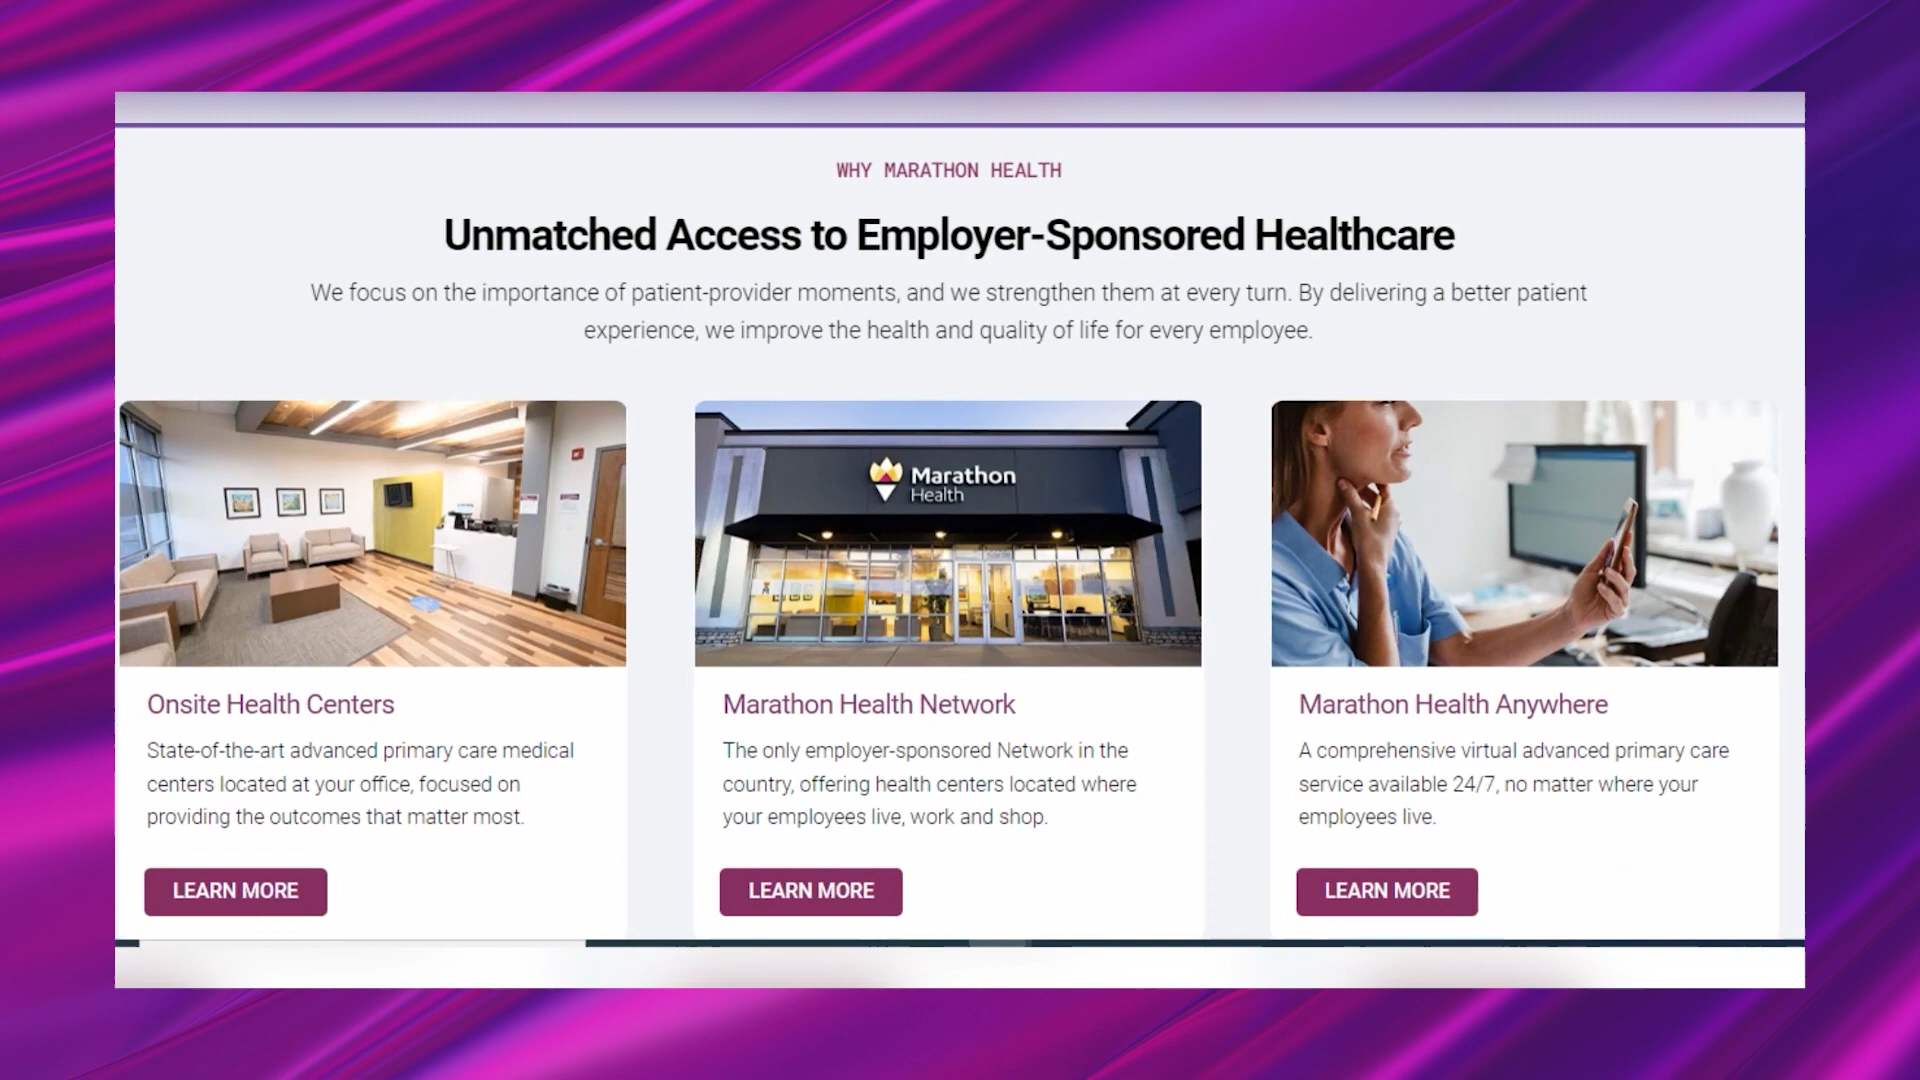 WHY MARATHON HEALTH
Unmatched Access to Employer-Sponsored Healthcare
We focus on the importance of patient-provider moments, and we strengthen them at every turn. By delivering a better patient
experience, we improve the health and quality of life for every employee.
Marathon
Health
Onsite Health Centers
State-of-the-art advanced primary care medical
centers located at your office, focused on
providing the outcomes that matter most.
LEARN MORE
Marathon Health Network
The only employer-sponsored Network in the
country, offering health centers located where
your employees live, work and shop.
LEARN MORE
Marathon Health Anywhere
A comprehensive virtual advanced primary care
service available 24/7, no matter where your
employees live.
LEARN MORE